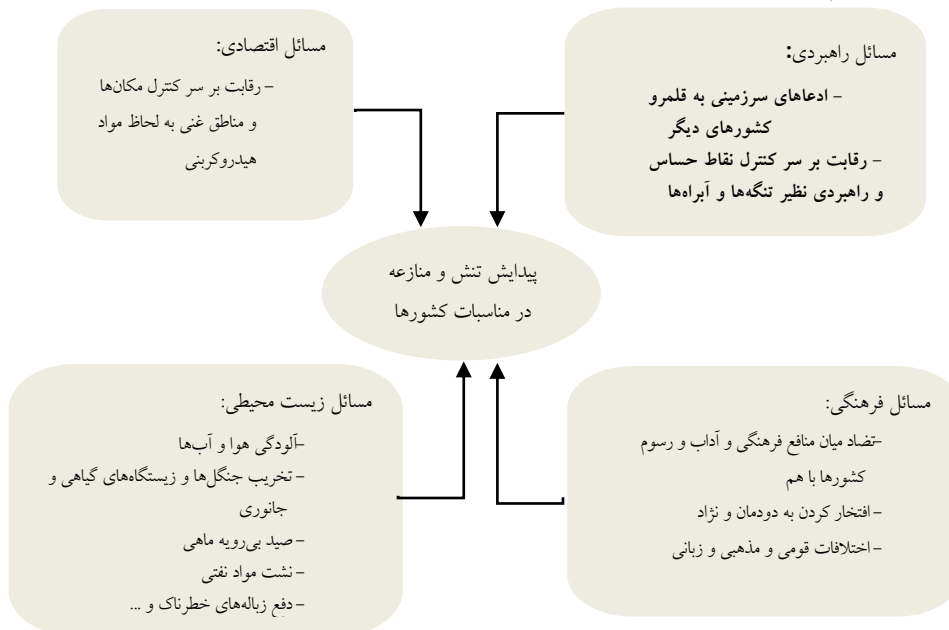 مسائل راهبردی:
- ادعاهای سرزمینی به قلمرو
کشورهای دیگر
- رقابت بر سر کنترل نقاط حساس
و راهبردی نظیر تنگه‌ها و آبراه‌ها
مسائل اقتصادی:
- رقابت بر سر کنترل مکان‌ها
و مناطق غنی به لحاظ مواد
هیدروکربنی
پیدایش تنش و منازعه
در مناسبات کشورها
مسائل فرهنگی:
-تضاد میان منافع فرهنگی و آداب و رسوم
کشورها با هم
- افتخار کردن به دودمان و نژاد
- اختلافات قومی و مذهبی و زبانی
مسائل زیست محیطی:
-آلودگی هوا و آب‌ها
- تخریب جنگل‌ها و زیستگاه‌های گیاهی و
جانوری
- صید بی‌رویه ماهی
- نشت مواد نفتی
- دفع زباله‌های خطرناک و ...